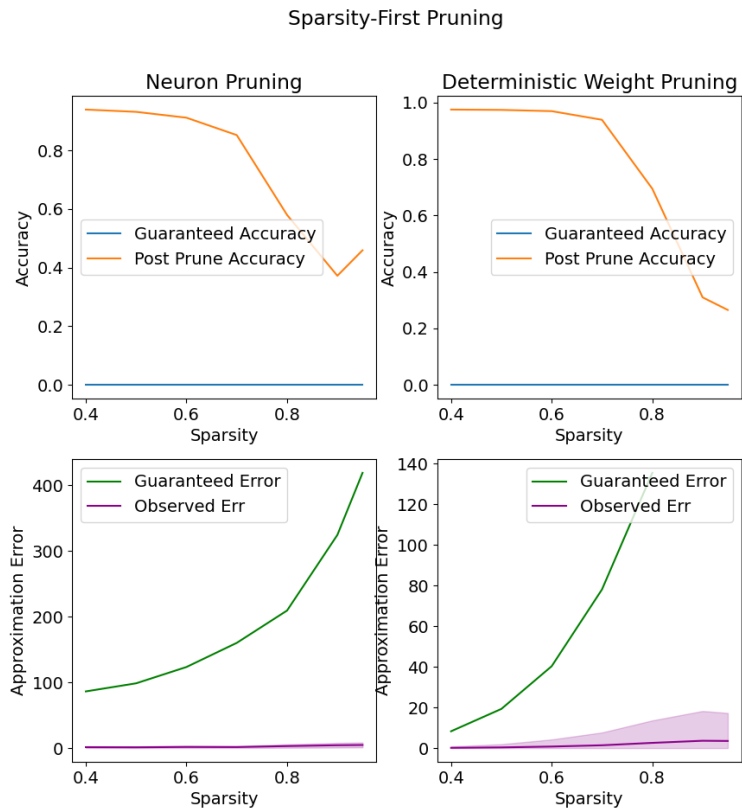 Sparsity-First Pruning
Neuron Pruning
Accuracy
0.8
0.6
0.4
0.2
0.0
Guaranteed Accuracy
Post Prune Accuracy
0.4 0.6 0.8
Sparsity
Deterministic Weight Pruning
Accuracy
1.0
0.8
0.6
0.4
0.2
0.0
Guaranteed Accuracy
Post Prune Accuracy
0.4 0.6 0.8
Sparsity
Approximation Error
400
300
200
100
0
Guaranteed Error
Observed Err
0.4 0.6 0.8
Sparsity
Approximation Error
140
120
100
80
60
40
20
0
Guaranteed Error
Observed Err
0.4 0.6 0.8
Sparsity